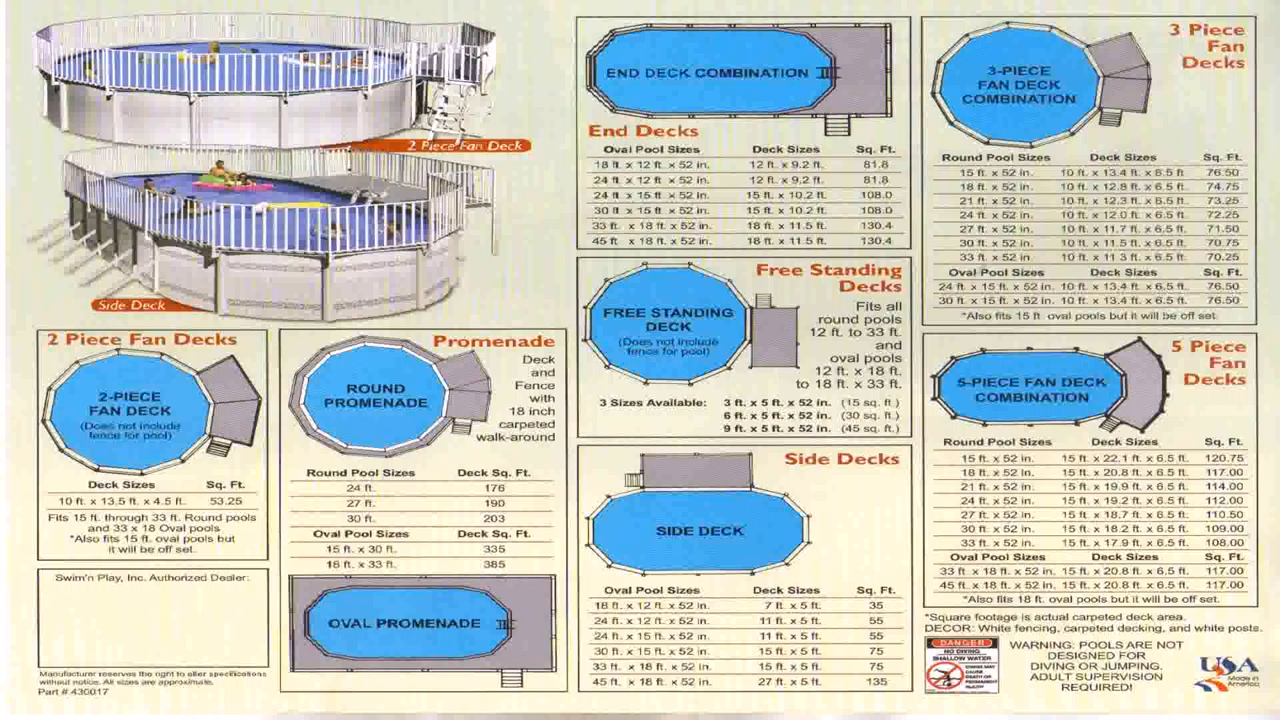 2 Piece Fan Deck
Side Deck
2 Piece Fan Decks
2-PIECE
FAN DECK
(Does not include
fence for pool)
Deck Sizes Sq. Ft.
10 ft. x 13.5 ft. x 4.5 ft. 53.25
Fits 15 ft. through 33 ft. Round pools
and 33 x 18 Oval pools
*Also fits 15 ft. oval pools but
it will be off set.
Swim'n Play, Inc. Authorized Dealer:
Manufacturer reserves the right to alter specifications
without notice. All sizes are approximate.
Part # 430017
Promenade
ROUND
PROMENADE
Deck
and
Fence
with
18 inch
carpeted
walk-around
Round Pool Sizes Deck Sq. Ft.
24 ft. 176
27 ft. 190
30 ft. 203
Oval Pool Sizes Deck Sq. Ft.
15 ft. x 30 ft. 335
18 ft. x 33 ft. 385
OVAL PROMENADE
END DECK COMBINATION
End Decks
Oval Pool Sizes Deck Sizes Sq. Ft.
18 ft. x 12 ft. x 52 in. 12 ft. x 9.2 ft. 81.8
24 ft. x 12 ft. x 52 in. 12 ft. x 9.2 ft. 81.8
24 ft. x 15 ft. x 52 in. 15 ft. x 10.2 ft. 108.0
30 ft. x 15 ft. x 52 in. 15 ft. x 10.2 ft. 108.0
33 ft. x 18 ft. x 52 in. 18 ft. x 11.5 ft. 130.4
45 ft. x 18 ft. x 52 in. 18 ft. x 11.5 ft. 130.4
Free Standing
Decks
FREE STANDING
DECK
(Does not include
fence for pool)
Fits all
round pools
12 ft. to 33 ft.
and
oval pools
12 ft. x 18 ft.
to 18 ft. x 33 ft.
3 Sizes Available: 3 ft. x 5 ft. x 52 in. (15 sq. ft.)
6 ft. x 5 ft. x 52 in. (30 sq. ft.)
9 ft. x 5 ft. x 52 in. (45 sq. ft.)
Side Decks
SIDE DECK
Oval Pool Sizes Deck Sizes Sq. Ft.
18 ft. x 12 ft. x 52 in. 7 ft. x 5 ft. 35
24 ft. x 12 ft. x 52 in. 11 ft. x 5 ft. 55
24 ft. x 15 ft. x 52 in. 11 ft. x 5 ft. 55
30 ft. x 15 ft. x 52 in. 15 ft. x 5 ft. 75
33 ft. x 18 ft. x 52 in. 15 ft. x 5 ft. 75
45 ft. x 18 ft. x 52 in. 27 ft. x 5 ft. 135
3 Piece
Fan
Decks
3-PIECE
FAN DECK
COMBINATION
Round Pool Sizes Deck Sizes Sq. Ft.
15 ft. x 52 in. 10 ft. x 13.4 ft. x 6.5 ft 76.50
18 ft. x 52 in. 10 ft. x 12.8 ft. x 6.5 ft. 74.75
21 ft. x 52 in. 10 ft. x 12.3 ft. x 6.5 ft. 73.25
24 ft. x 52 in. 10 ft. x 12.0 ft. x 6.5 ft. 72.25
27 ft. x 52 in. 10 ft. x 11.7 ft. x 6.5 ft. 71.50
30 ft. x 52 in. 10 ft. x 11.5 ft. x 6.5 ft. 70.75
33 ft. x 52 in. 10 ft. x 11.3 ft. x 6.5 ft. 70.25
Oval Pool Sizes Deck Sizes Sq. Ft.
24 ft. x 15 ft. x 52 in. 10 ft. x 13.4 ft. x 6.5 ft. 76.50
30 ft. x 15 ft. x 52 in. 10 ft. x 13.4 ft. x 6.5 ft. 76.50
*Also fits 15 ft. oval pools but it will be off set.
5 Piece
Fan
Decks
5-PIECE FAN DECK
COMBINATION
Round Pool Sizes Deck Sizes Sq. Ft.
15 ft. x 52 in. 15 ft. x 22.1 ft. x 6.5 ft. 120.75
18 ft. x 52 in. 15 ft. x 20.8 ft. x 6.5 ft. 117.00
21 ft. x 52 in. 15 ft. x 19.9 ft. x 6.5 ft. 114.00
24 ft. x 52 in. 15 ft. x 19.2 ft. x 6.5 ft. 112.00
27 ft. x 52 in. 15 ft. x 18.7 ft. x 6.5 ft. 110.50
30 ft. x 52 in. 15 ft. x 18.2 ft. x 6.5 ft. 109.00
33 ft. x 52 in. 15 ft. x 17.9 ft. x 6.5 ft. 108.00
Oval Pool Sizes Deck Sizes Sq. Ft.
33 ft. x 18 ft. x 52 in. 15 ft. x 20.8 ft. x 6.5 ft. 117.00
45 ft. x 18 ft. x 52 in. 15 ft. x 20.8 ft. x 6.5 ft. 117.00
*Also fits 18 ft. oval pools but it will be off set.
*Square footage is actual carpeted deck area.
DECOR: White fencing, carpeted decking, and white posts.
DANGER
NO DIVING
SHALLOW WATER
DIVING MAY
CAUSE
DEATH OR
PERMANENT
INJURY
WARNING: POOLS ARE NOT
DESIGNED FOR
DIVING OR JUMPING.
ADULT SUPERVISION
REQUIRED!
USA
Made in
America